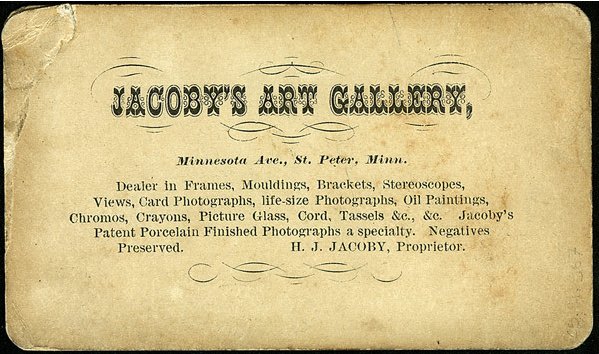 JACOBY'S ART GALLERY,
Minnesota Ave., St. Peter, Minn.
Dealer in Frames, Mouldings, Brackets, Stereoscopes,
Views, Card Photographs, life-size Photographs, Oil Paintings,
Chromos, Crayons, Picture Glass, Cord, Tassels &c., &c. Jacoby's
Patent Porcelain Finished Photographs a specialty. Negatives
Preserved. H. J. JACOBY, Proprietor.